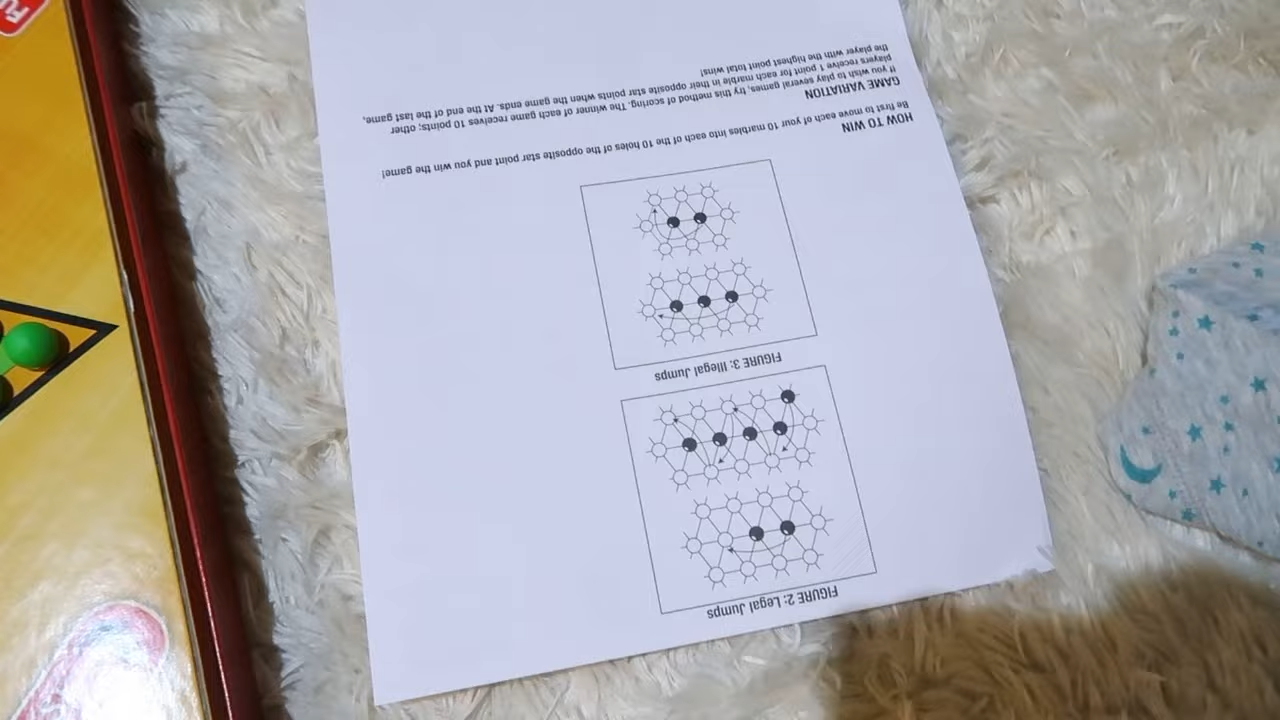 FIGURE 2: Legal Jumps
FIGURE 3: Illegal Jumps
HOW TO WIN
Be first to move each of your 10 marbles into each of the 10 holes of the opposite star point and you win the game!
GAME VARIATION
If you wish to play several games, try this method of scoring. The winner of each game receives 10 points; other
players receive 1 point for each marble in their opposite star points when the game ends. At the end of the last game,
the player with the highest point total wins!